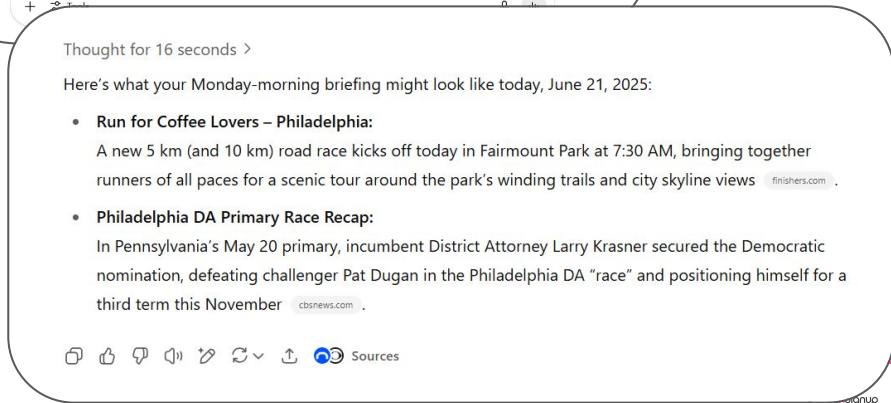 Thought for 16 seconds >
Here's what your Monday-morning briefing might look like today, June 21, 2025:
• Run for Coffee Lovers – Philadelphia:
A new 5 km (and 10 km) road race kicks off today in Fairmount Park at 7:30 AM, bringing together
runners of all paces for a scenic tour around the park's winding trails and city skyline views finishers.com .
• Philadelphia DA Primary Race Recap:
In Pennsylvania's May 20 primary, incumbent District Attorney Larry Krasner secured the Democratic
nomination, defeating challenger Pat Dugan in the Philadelphia DA “race” and positioning himself for a
third term this November cbsnews.com .
Sources